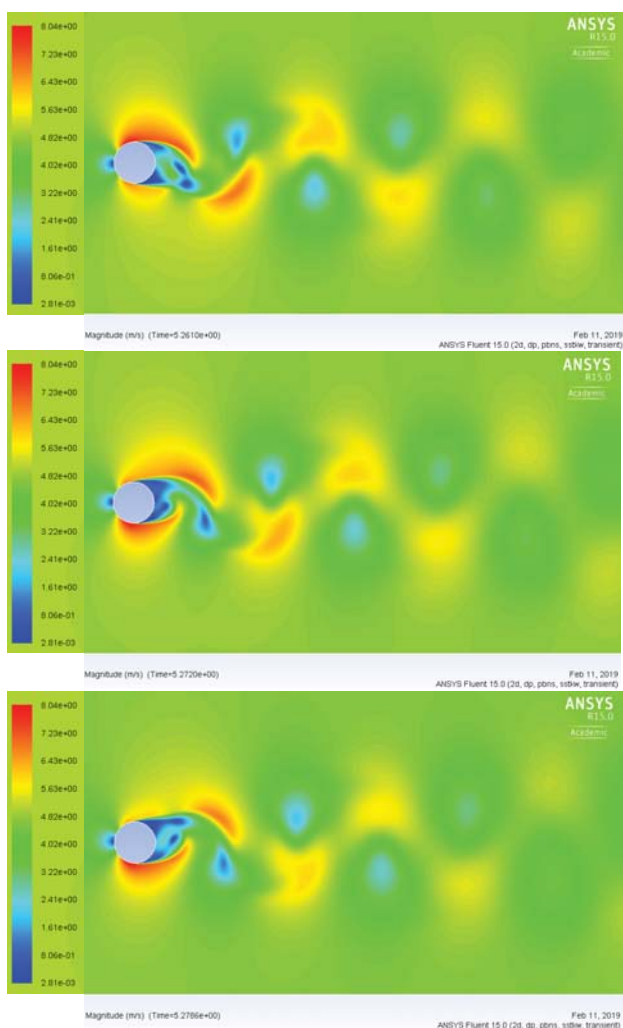 ANSYS
R15.0
Academic
8.04e+00
7.23e+00
6.43e+00
5.63e+00
4.82e+00
4.02e+00
3.22e+00
2.41e+00
1.61e+00
8.06e-01
2.81e-03
Magnitude (m/s) (Time=5.2610e+00)
Feb 11, 2019
ANSYS Fluent 15.0 (2d, dp, pbns, sstkw, transient)
ANSYS
R15.0
Academic
8.04e+00
7.23e+00
6.43e+00
5.63e+00
4.82e+00
4.02e+00
3.22e+00
2.41e+00
1.61e+00
8.06e-01
2.81e-03
Magnitude (m/s) (Time=5.2720e+00)
Feb 11, 2019
ANSYS Fluent 15.0 (2d, dp, pbns, sstkw, transient)
ANSYS
R15.0
Academic
8.04e+00
7.23e+00
6.43e+00
5.63e+00
4.82e+00
4.02e+00
3.22e+00
2.41e+00
1.61e+00
8.06e-01
2.81e-03
Magnitude (m/s) (Time=5.2786e+00)
Feb 11, 2019
ANSYS Fluent 15.0 (2d, dp, pbns, sstkw, transient)